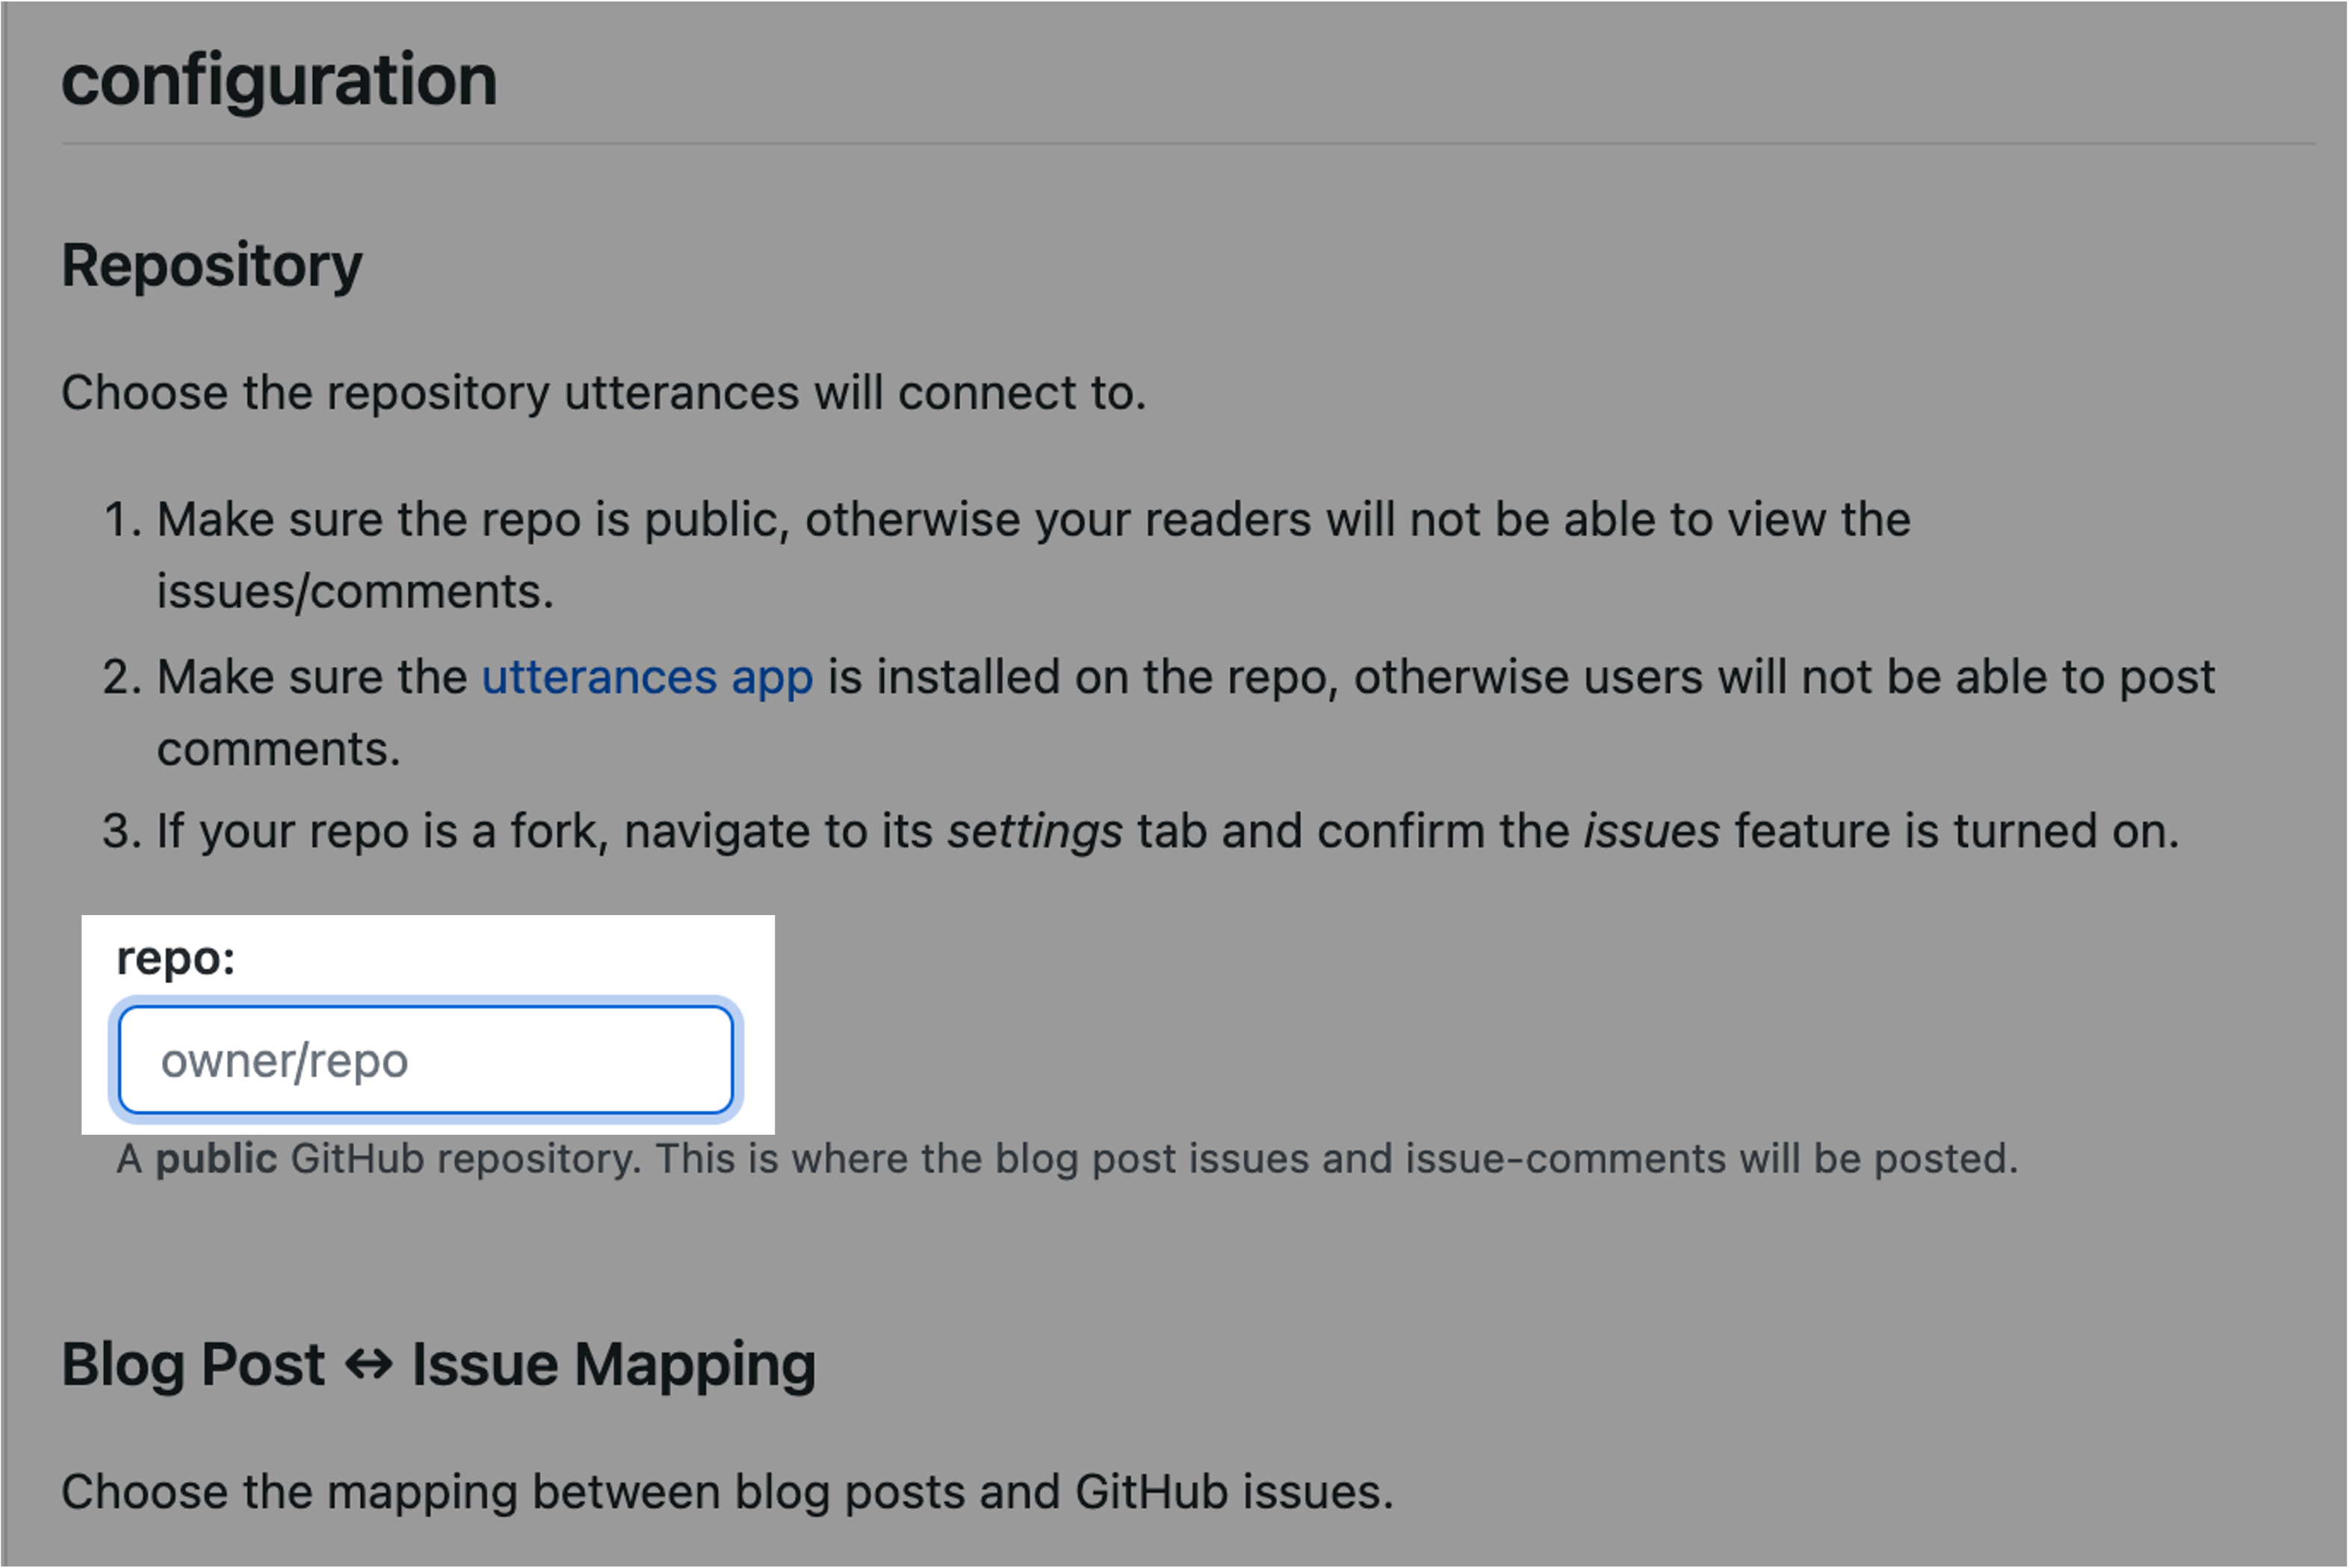 configuration
Repository
Choose the repository utterances will connect to.
1. Make sure the repo is public, otherwise your readers will not be able to view the
issues/comments.
2. Make sure the utterances app is installed on the repo, otherwise users will not be able to post
comments.
3. If your repo is a fork, navigate to its settings tab and confirm the issues feature is turned on.
repo:
owner/repo
A public GitHub repository. This is where the blog post issues and issue-comments will be posted.
Blog Post ↔ Issue Mapping
Choose the mapping between blog posts and GitHub issues.